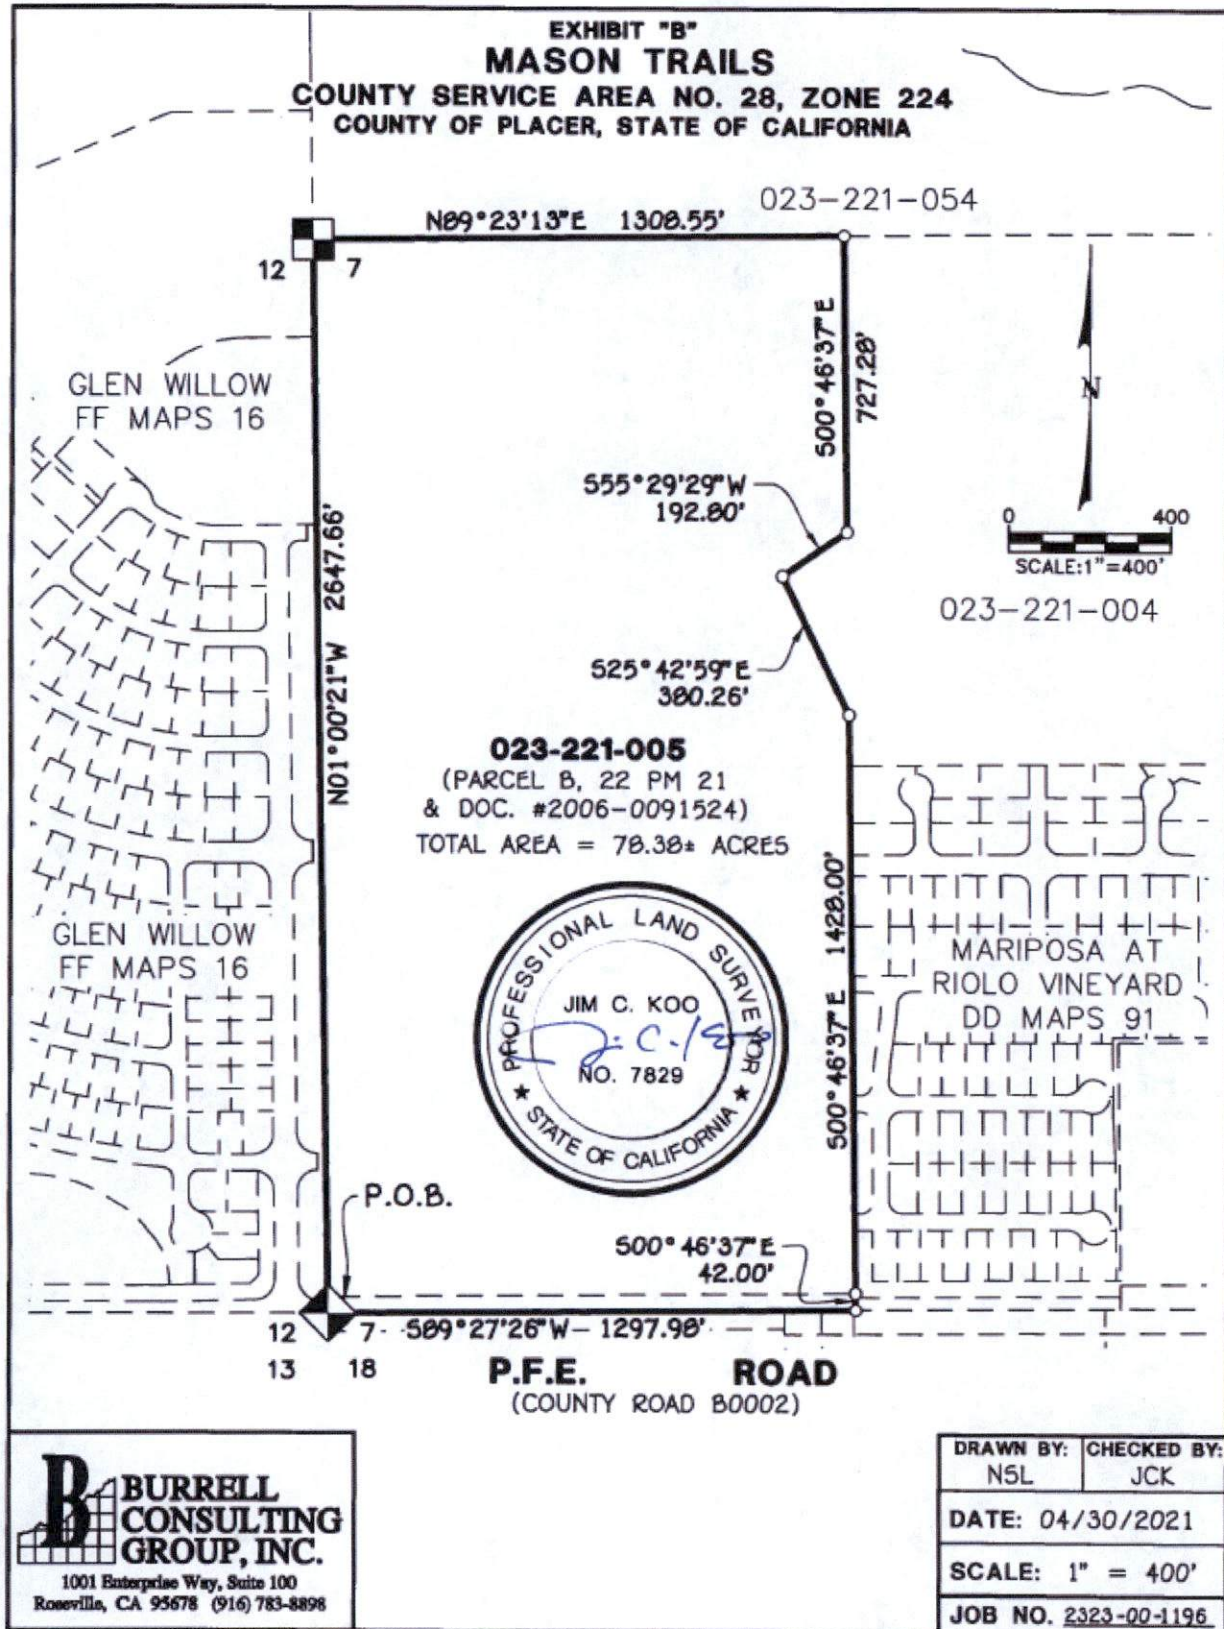 EXHIBIT "B"
MASON TRAILS
COUNTY SERVICE AREA NO. 28, ZONE 224
COUNTY OF PLACER, STATE OF CALIFORNIA
023-221-054
N89°23'13"E 1308.55'
12 7
S00°46'37"E
727.28'
GLEN WILLOW
FF MAPS 16
N
S55°29'29"W
192.80'
0 400
SCALE:1"=400'
023-221-004
N01°00'21"W 2647.66'
S25°42'59"E
380.26'
023-221-005
(PARCEL B, 22 PM 21
& DOC. #2006-0091524)
TOTAL AREA = 78.38± ACRES
S00°46'37"E 1428.00'
GLEN WILLOW
FF MAPS 16
MARIPOSA AT
RIOLO VINEYARD
DD MAPS 91
PROFESSIONAL LAND SURVEYOR
JIM C. KOO
NO. 7829
★ STATE OF CALIFORNIA ★
P.O.B.
S00°46'37"E
42.00'
12 7
S89°27'26"W 1297.98'
13 18
P.F.E. ROAD
(COUNTY ROAD B0002)
B BURRELL
CONSULTING
GROUP, INC.
1001 Enterprise Way, Suite 100
Roseville, CA 95678 (916) 783-8898
DRAWN BY: CHECKED BY:
NSL JCK
DATE: 04/30/2021
SCALE: 1" = 400'
JOB NO. 2323-00-1196